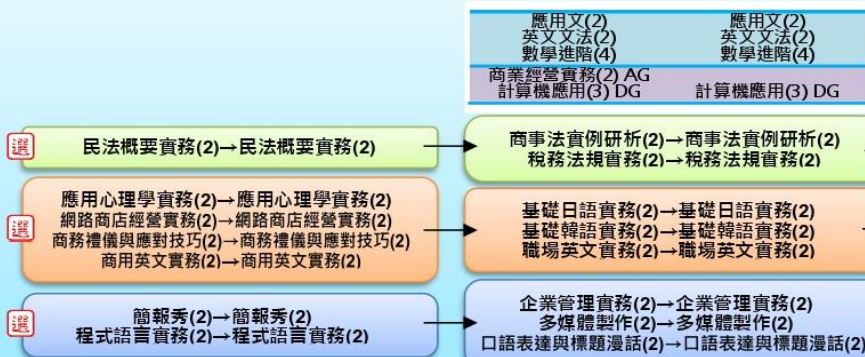 應用文(2) 應用文(2)
英文文法(2) 英文文法(2)
數學進階(4) 數學進階(4)
商業經營實務(2) AG
計算機應用(3) DG 計算機應用(3) DG
選
民法概要實務(2)→民法概要實務(2)
商事法實例研析(2)→商事法實例研析(2)
稅務法規實務(2)→稅務法規實務(2)
選
應用心理學實務(2)→應用心理學實務(2)
網路商店經營實務(2)→網路商店經營實務(2)
商務禮儀與應對技巧(2)→商務禮儀與應對技巧(2)
商用英文實務(2)→商用英文實務(2)
基礎日語實務(2)→基礎日語實務(2)
基礎韓語實務(2)→基礎韓語實務(2)
職場英文實務(2)→職場英文實務(2)
選
簡報秀(2)→簡報秀(2)
程式語言實務(2)→程式語言實務(2)
企業管理實務(2)→企業管理實務(2)
多媒體製作(2)→多媒體製作(2)
口語表達與標題漫話(2)→口語表達與標題漫話(2)